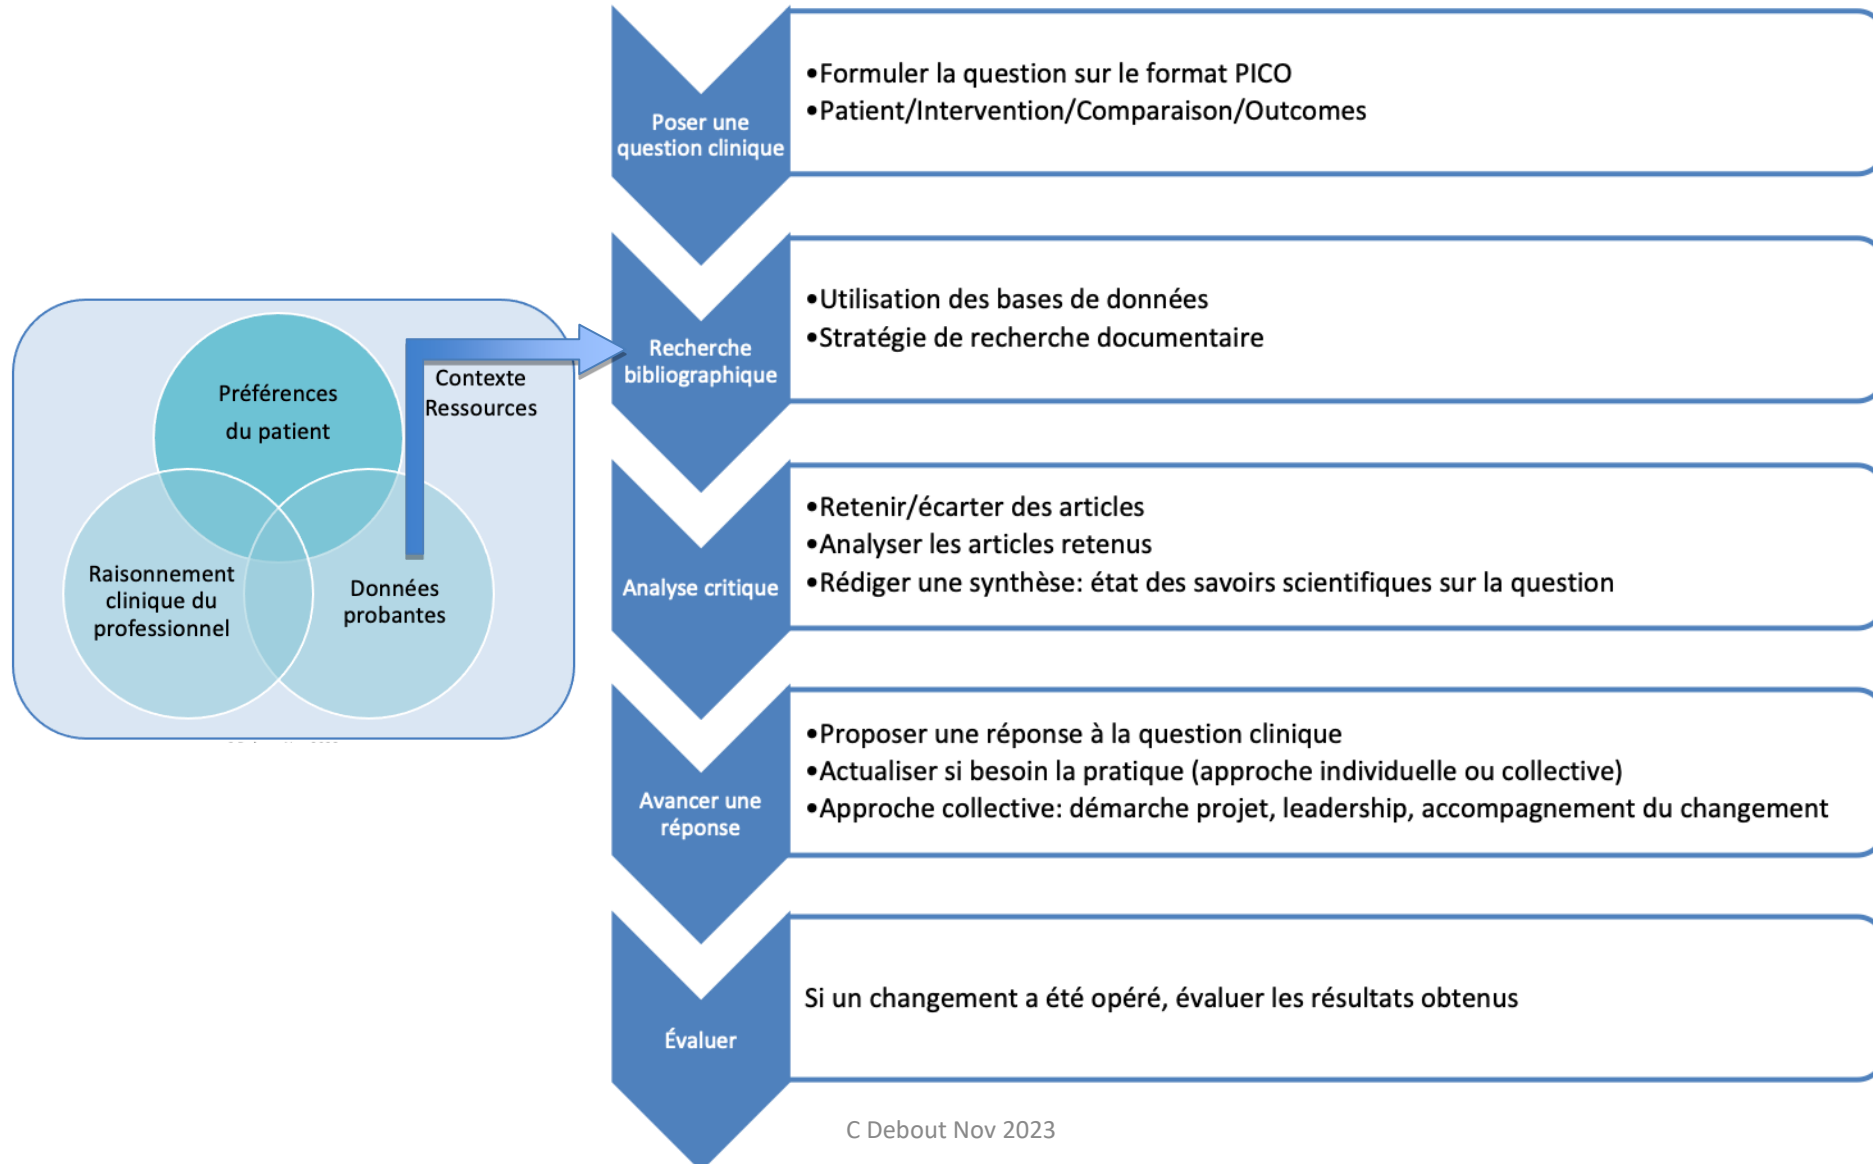 Poser une
question clinique
•Formuler la question sur le format PICO
•Patient/Intervention/Comparaison/Outcomes
Recherche
bibliographique
•Utilisation des bases de données
•Stratégie de recherche documentaire
Analyse critique
•Retenir/écarter des articles
•Analyser les articles retenus
•Rédiger une synthèse: état des savoirs scientifiques sur la question
Avancer une
réponse
•Proposer une réponse à la question clinique
•Actualiser si besoin la pratique (approche individuelle ou collective)
•Approche collective: démarche projet, leadership, accompagnement du changement
Évaluer
Si un changement a été opéré, évaluer les résultats obtenus
Préférences
du patient
Contexte
Ressources
Raisonnement
clinique du
professionnel
Données
probantes
C Debout Nov 2023